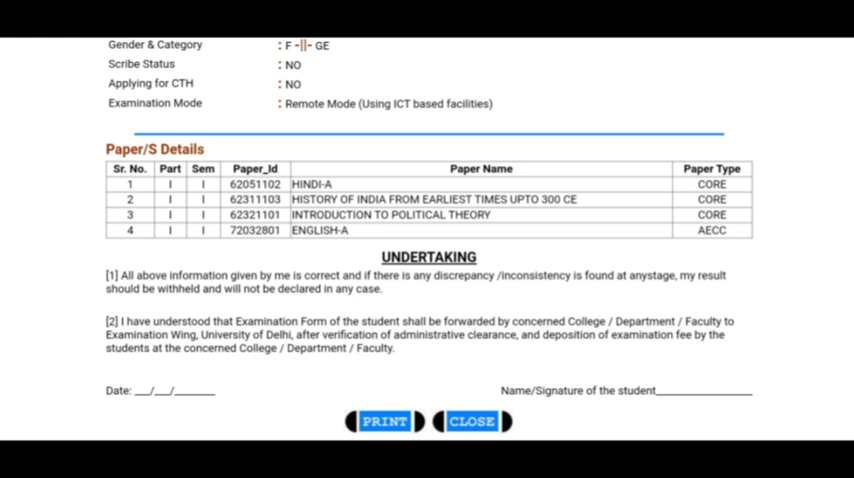 Gender & Category : F -||- GE
Scribe Status : NO
Applying for CTH : NO
Examination Mode : Remote Mode (Using ICT based facilities)
Paper/S Details
Sr. No. Part Sem Paper_Id Paper Name Paper Type
1 I I 62051102 HINDI-A CORE
2 I I 62311103 HISTORY OF INDIA FROM EARLIEST TIMES UPTO 300 CE CORE
3 I I 62321101 INTRODUCTION TO POLITICAL THEORY CORE
4 I I 72032801 ENGLISH-A AECC
UNDERTAKING
[1] All above information given by me is correct and if there is any discrepancy /inconsistency is found at anystage, my result
should be withheld and will not be declared in any case.
[2] I have understood that Examination Form of the student shall be forwarded by concerned College / Department / Faculty to
Examination Wing, University of Delhi, after verification of administrative clearance, and deposition of examination fee by the
students at the concerned College / Department / Faculty.
Date: __/__/______ Name/Signature of the student______________
PRINT CLOSE